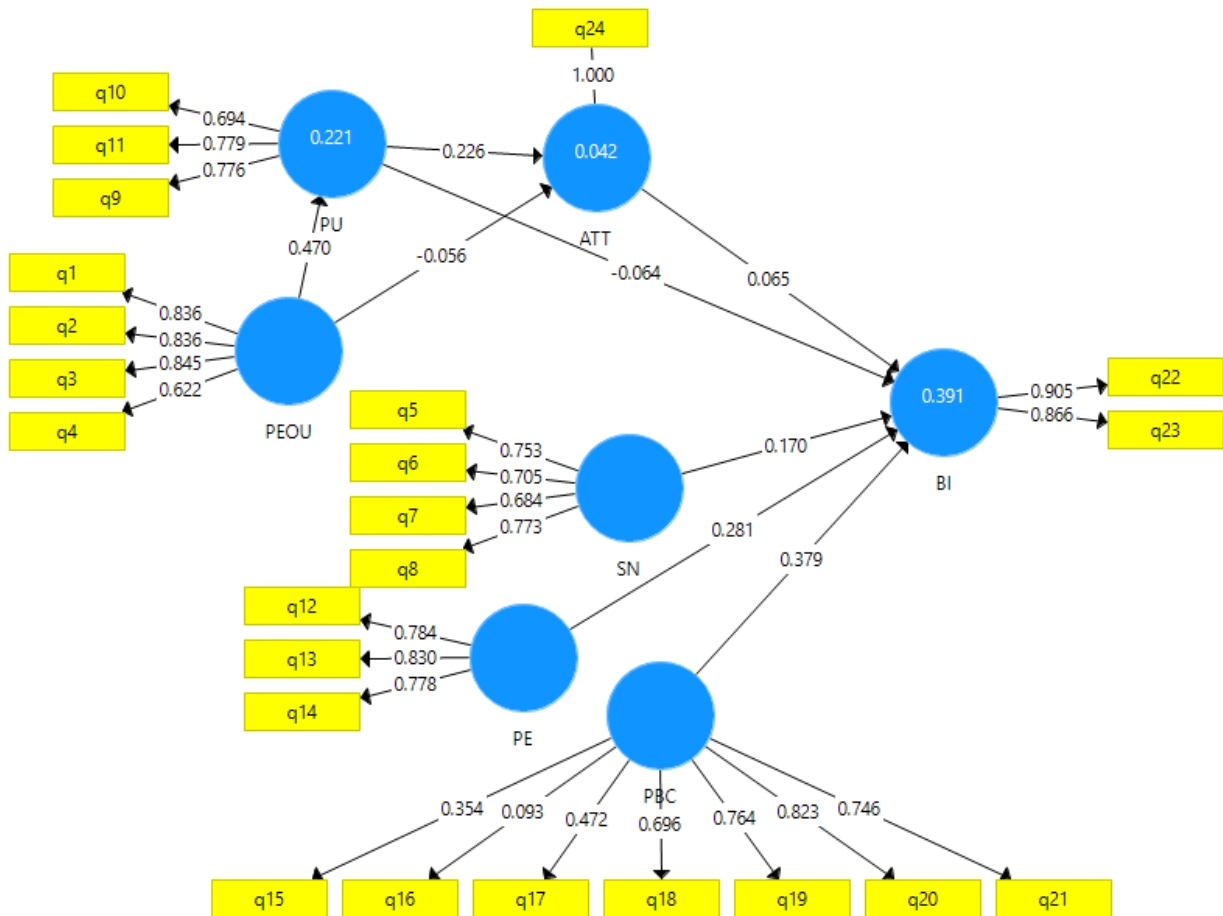 q24
1.000
q10
q11
q9
0.694
0.779
0.776
0.221
PU
0.226
0.042
ATT
0.470
-0.056
-0.064
0.065
q1
q2
q3
q4
0.836
0.836
0.845
0.622
PEOU
q5
q6
q7
q8
0.753
0.705
0.684
0.773
SN
0.170
0.391
BI
0.905
0.866
q22
q23
0.281
0.379
q12
q13
q14
0.784
0.830
0.778
PE
PBC
0.354
0.093
0.472
0.696
0.764
0.823
0.746
q15
q16
q17
q18
q19
q20
q21